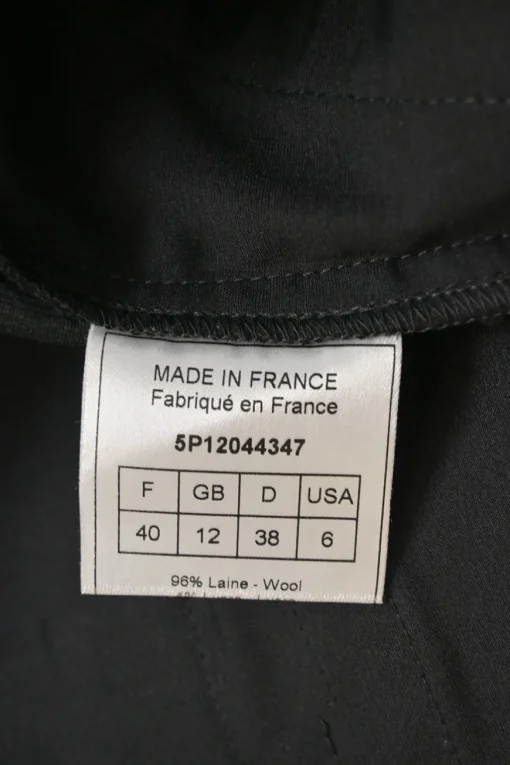 MADE IN FRANCE
Fabriqué en France
5P12044347
F GB D USA
40 12 38 6
96% Laine - Wool